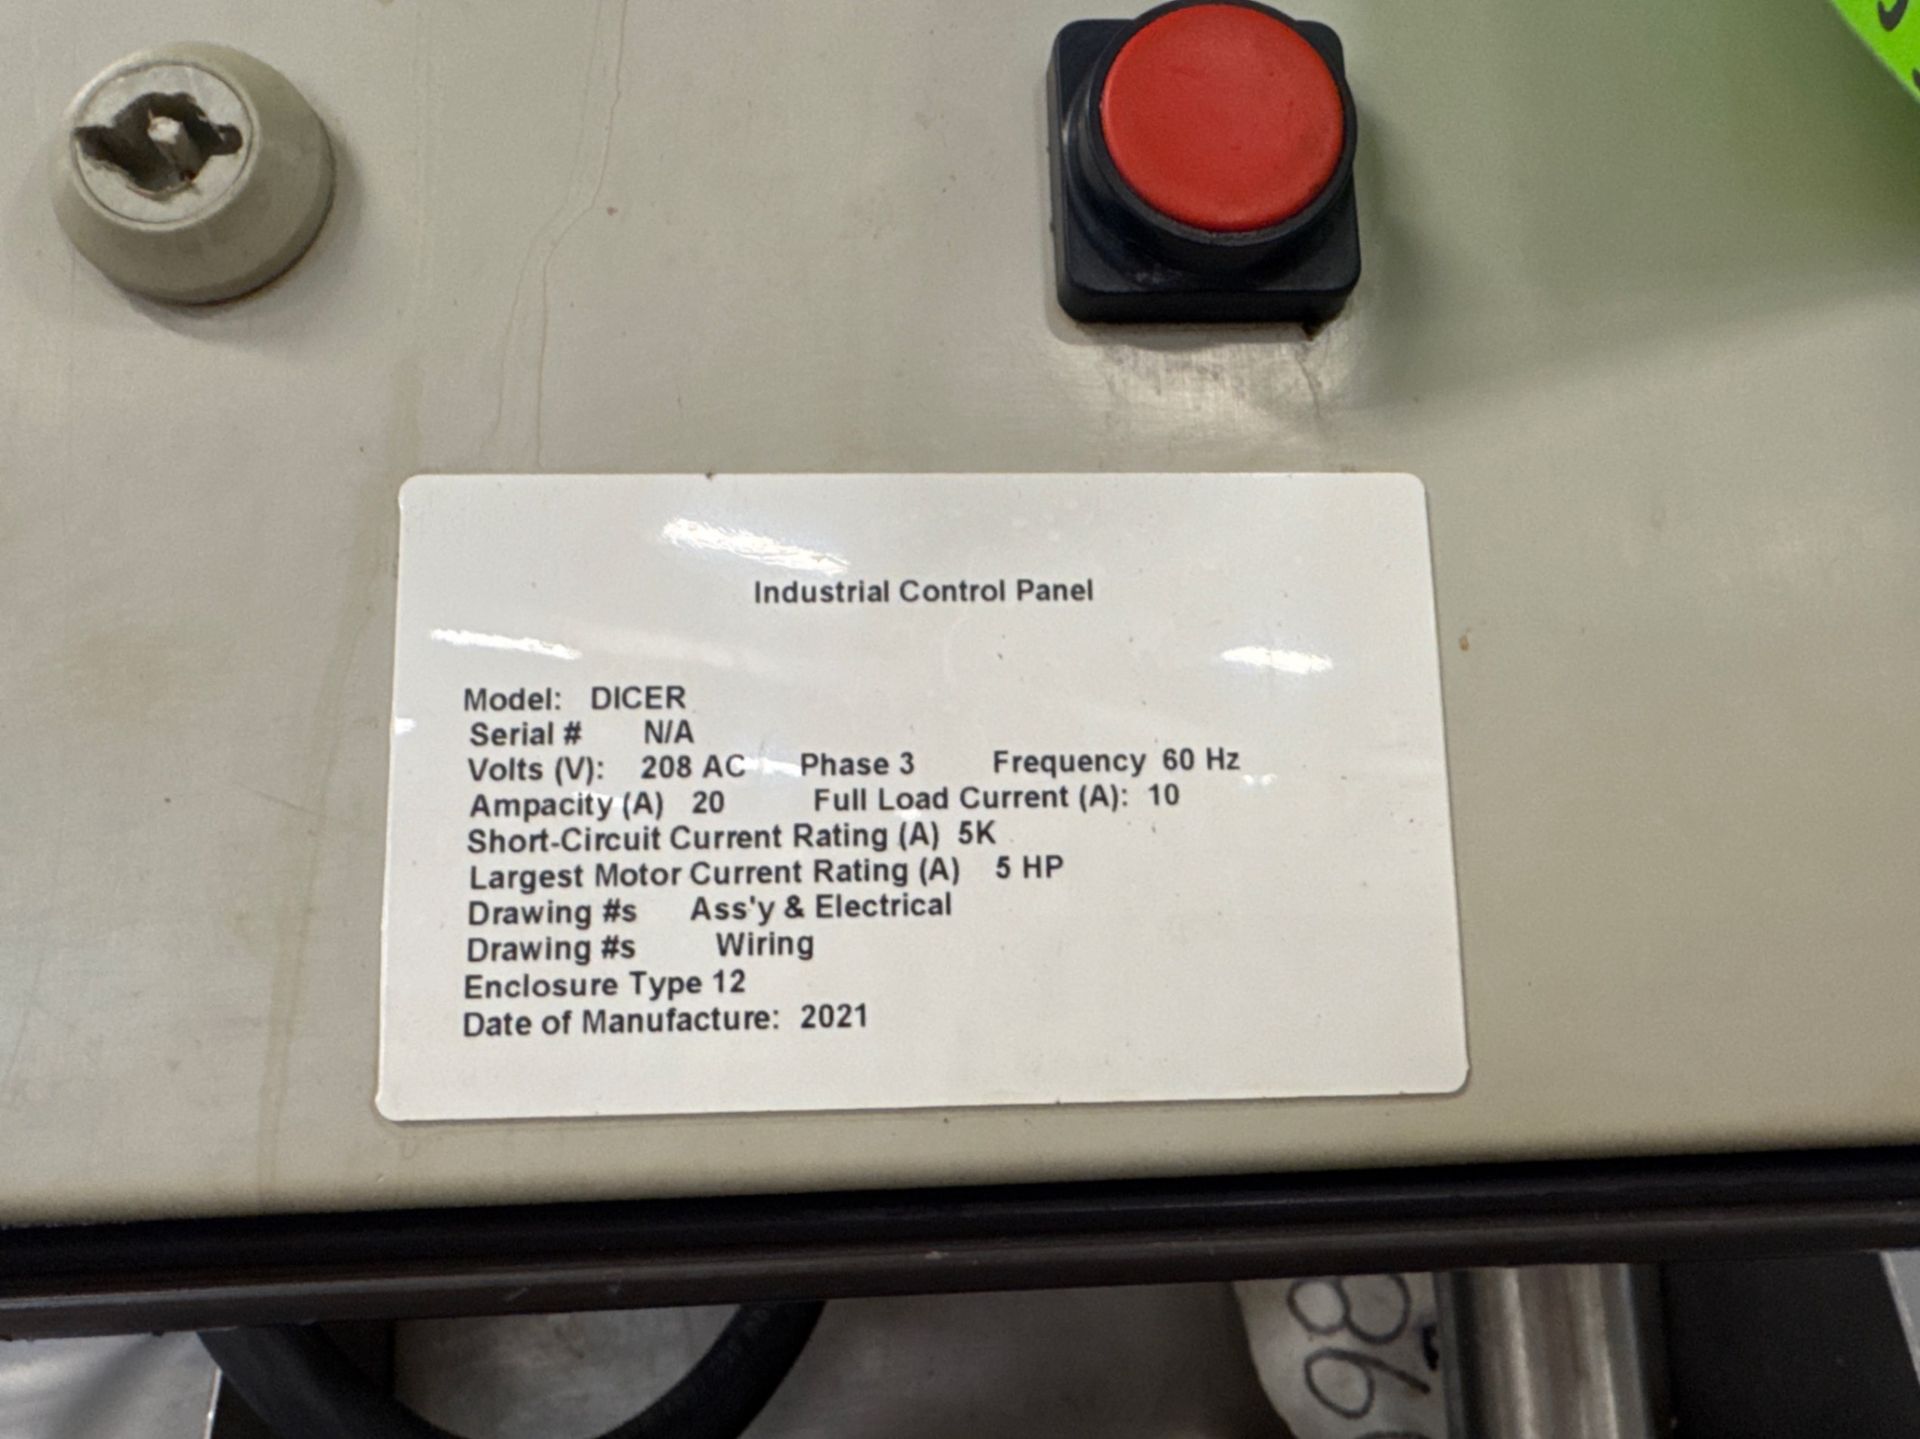 Industrial Control Panel
Model: DICER
Serial # N/A
Volts (V): 208 AC Phase 3 Frequency 60 Hz
Ampacity (A) 20 Full Load Current (A): 10
Short-Circuit Current Rating (A) 5K
Largest Motor Current Rating (A) 5 HP
Drawing #s Ass'y & Electrical
Drawing #s Wiring
Enclosure Type 12
Date of Manufacture: 2021